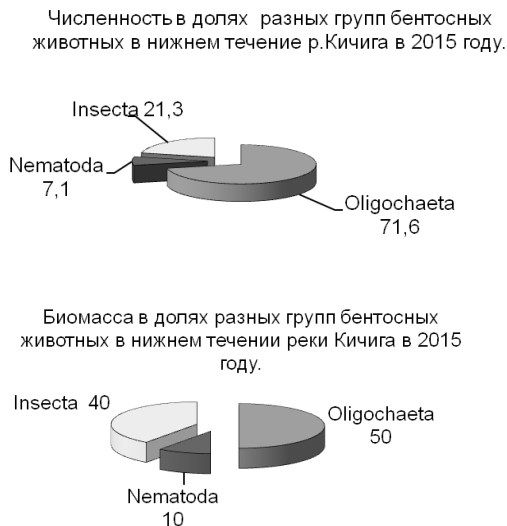 Численность в долях разных групп бентосных
животных в нижнем течение р.Кичига в 2015 году.
Insecta 21,3
Nematoda
7,1
Oligochaeta
71,6
Биомасса в долях разных групп бентосных
животных в нижнем течении реки Кичига в 2015
году.
Insecta 40
Oligochaeta
50
Nematoda
10